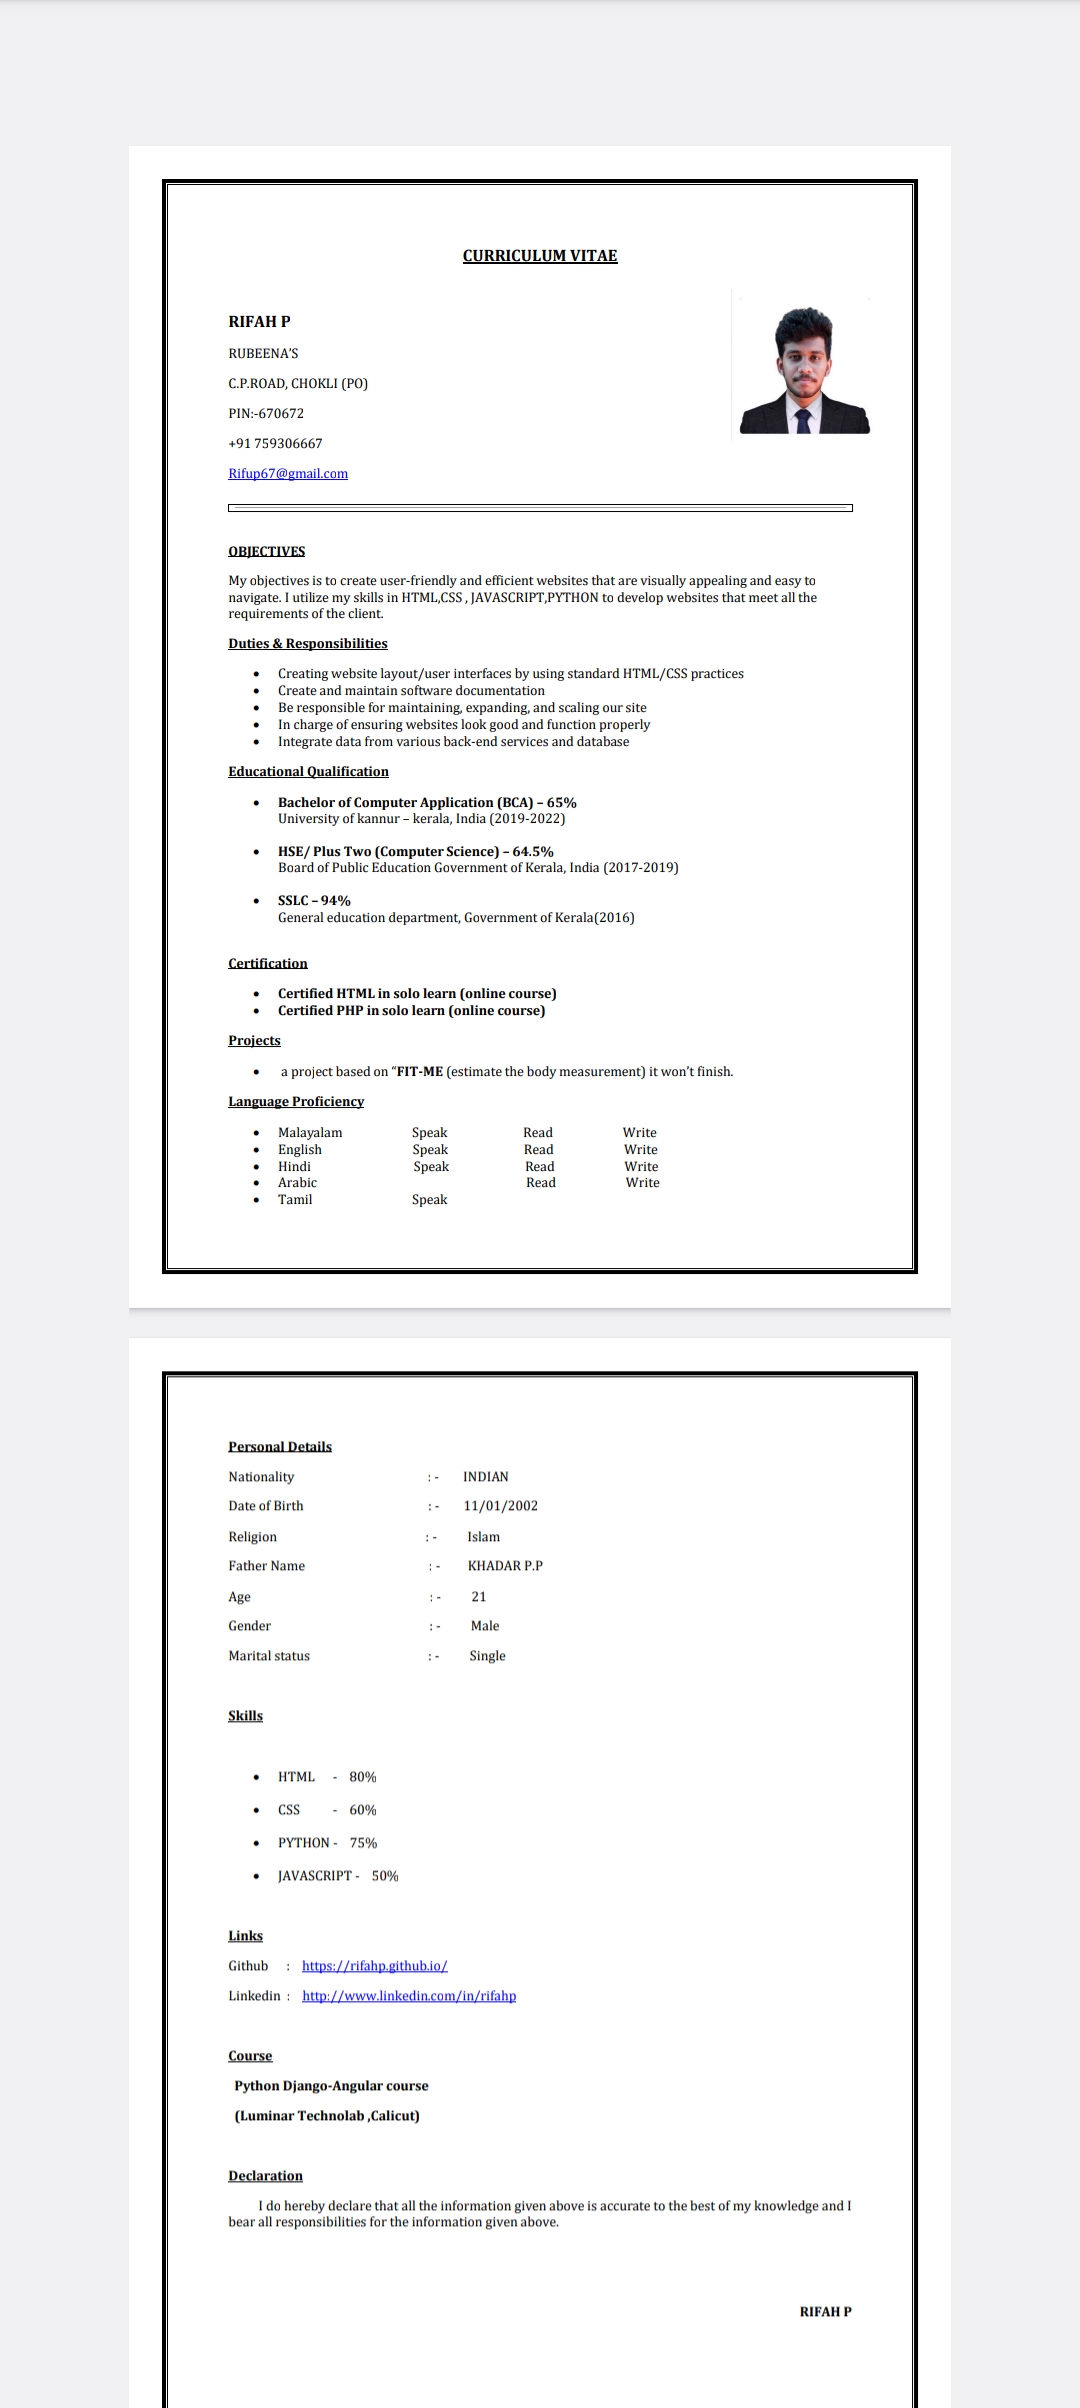 CURRICULUM VITAE
RIFAH P
RUBEENA'S
C.P.ROAD, CHOKLI (PO)
PIN:-670672
+91 759306667
Rifup67@gmail.com
OBJECTIVES
My objectives is to create user-friendly and efficient websites that are visually appealing and easy to
navigate. I utilize my skills in HTML,CSS , JAVASCRIPT,PYTHON to develop websites that meet all the
requirements of the client.
Duties & Responsibilities
• Creating website layout/user interfaces by using standard HTML/CSS practices
• Create and maintain software documentation
• Be responsible for maintaining, expanding, and scaling our site
• In charge of ensuring websites look good and function properly
• Integrate data from various back-end services and database
Educational Qualification
• Bachelor of Computer Application (BCA) – 65%
University of kannur – kerala, India (2019-2022)
• HSE/ Plus Two (Computer Science) – 64.5%
Board of Public Education Government of Kerala, India (2017-2019)
• SSLC – 94%
General education department, Government of Kerala(2016)
Certification
• Certified HTML in solo learn (online course)
• Certified PHP in solo learn (online course)
Projects
• a project based on “FIT-ME (estimate the body measurement) it won't finish.
Language Proficiency
• Malayalam Speak Read Write
• English Speak Read Write
• Hindi Speak Read Write
• Arabic Read Write
• Tamil Speak
Personal Details
Nationality : - INDIAN
Date of Birth : - 11/01/2002
Religion : - Islam
Father Name : - KHADAR P.P
Age : - 21
Gender : - Male
Marital status : - Single
Skills
• HTML - 80%
• CSS - 60%
• PYTHON - 75%
• JAVASCRIPT - 50%
Links
Github : https://rifahp.github.io/
Linkedin : http://www.linkedin.com/in/rifahp
Course
Python Django-Angular course
(Luminar Technolab ,Calicut)
Declaration
I do hereby declare that all the information given above is accurate to the best of my knowledge and I
bear all responsibilities for the information given above.
RIFAH P